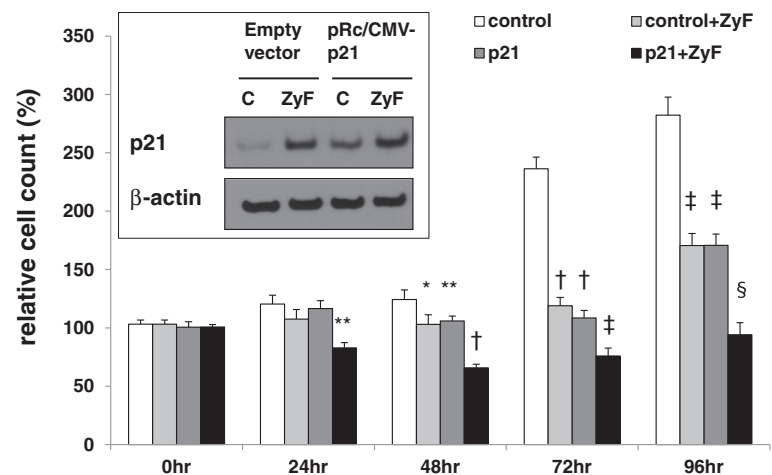 control
control+ZyF
p21
p21+ZyF
relative cell count (%)
350
300
250
200
150
100
50
0
Empty vector
pRc/CMV-p21
C
ZyF
C
ZyF
p21
β-actin
**
*
**
†
†
†
‡
‡
‡
§
0hr
24hr
48hr
72hr
96hr